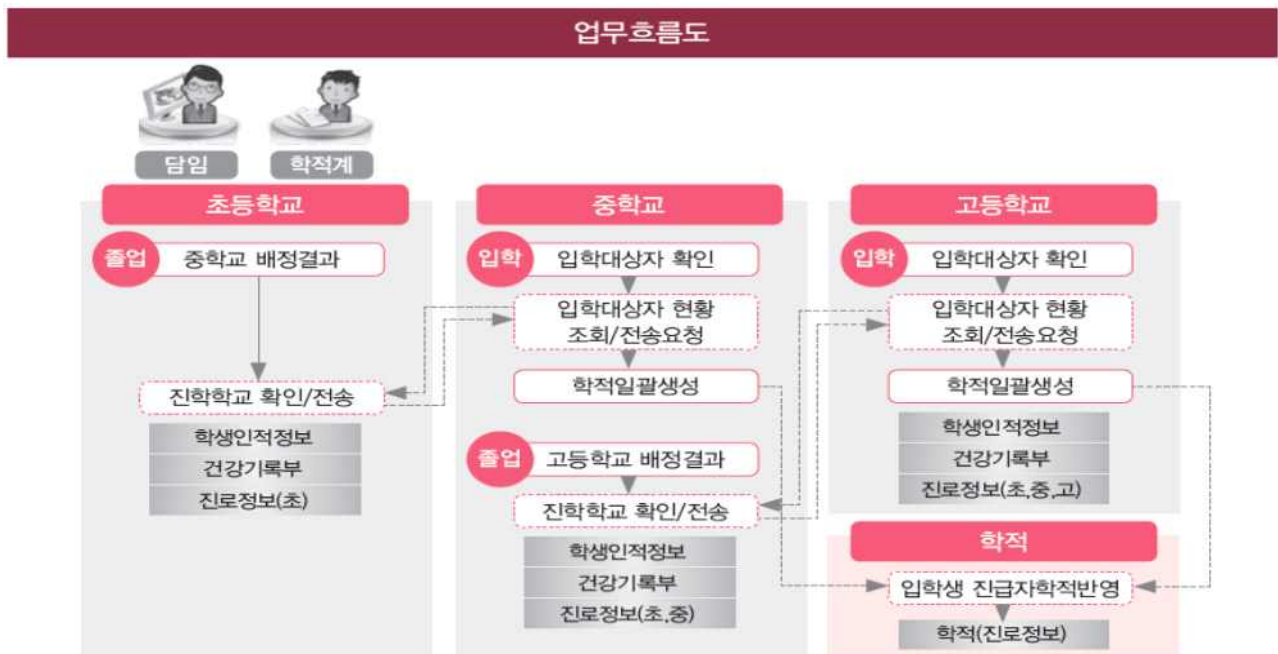 업무흐름도
담임
학적계
초등학교
졸업
중학교 배정결과
진학학교 확인/전송
학생인적정보
건강기록부
진로정보(초)
중학교
입학
입학대상자 확인
입학대상자 현황
조회/전송요청
학적일괄생성
졸업
고등학교 배정결과
진학학교 확인/전송
학생인적정보
건강기록부
진로정보(초,중)
고등학교
입학
입학대상자 확인
입학대상자 현황
조회/전송요청
학적일괄생성
학생인적정보
건강기록부
진로정보(초,중,고)
학적
입학생 진급자학적반영
학적(진로정보)